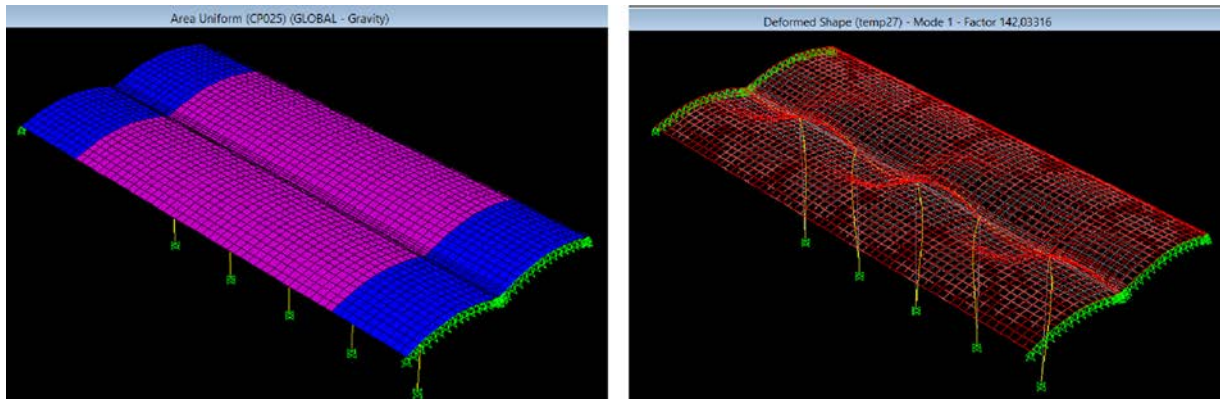 Area Uniform (CP025) (GLOBAL - Gravity)
Deformed Shape (temp27) - Mode 1 - Factor 142,03316